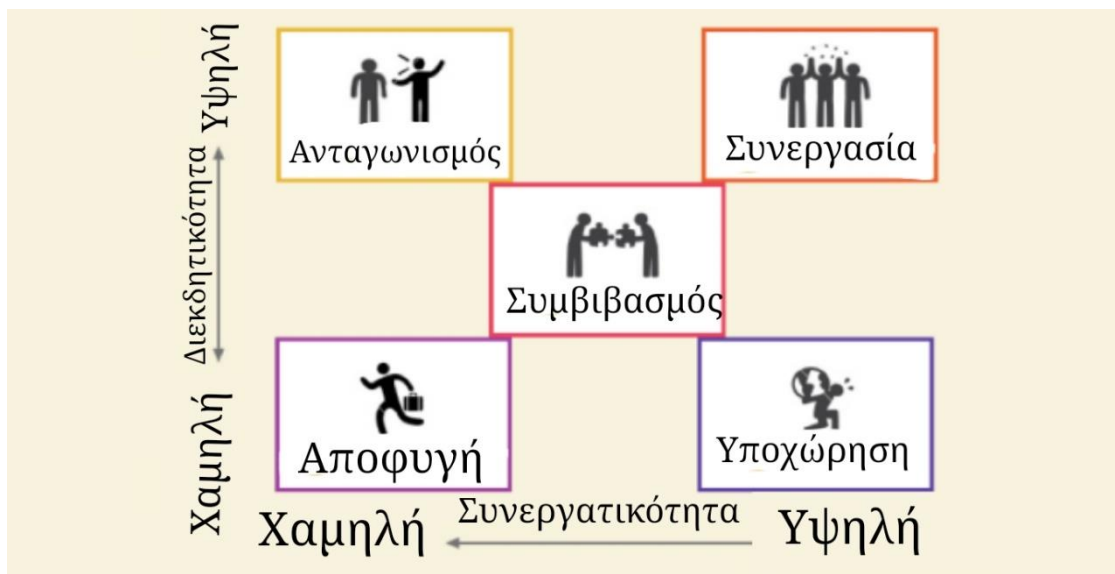 Υψηλή
Διεκδητικότητα
Χαμηλή
Ανταγωνισμός
Συνεργασία
Συμβιβασμός
Αποφυγή
Υποχώρηση
Χαμηλή
Συνεργατικότητα
Υψηλή